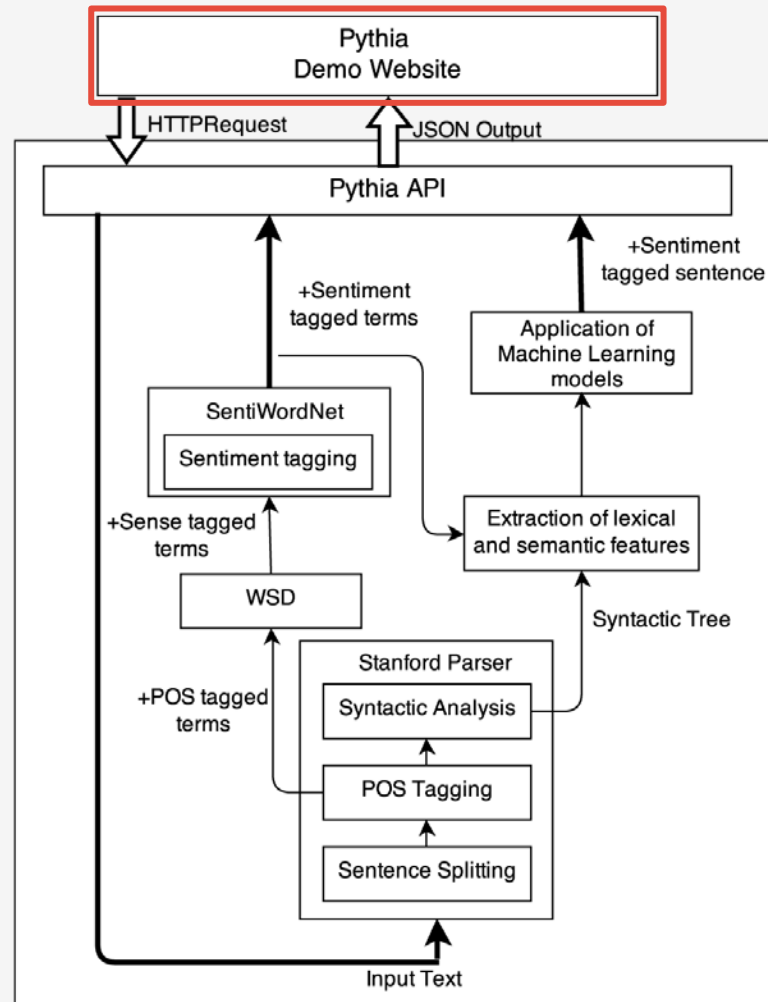 Pythia
Demo Website
HTTPRequest
JSON Output
Pythia API
+Sentiment
tagged terms
+Sentiment
tagged sentence
Application of
Machine Learning
models
SentiWordNet
Sentiment tagging
+Sense tagged
terms
Extraction of lexical
and semantic features
WSD
Syntactic Tree
Stanford Parser
+POS tagged
terms
Syntactic Analysis
POS Tagging
Sentence Splitting
Input Text